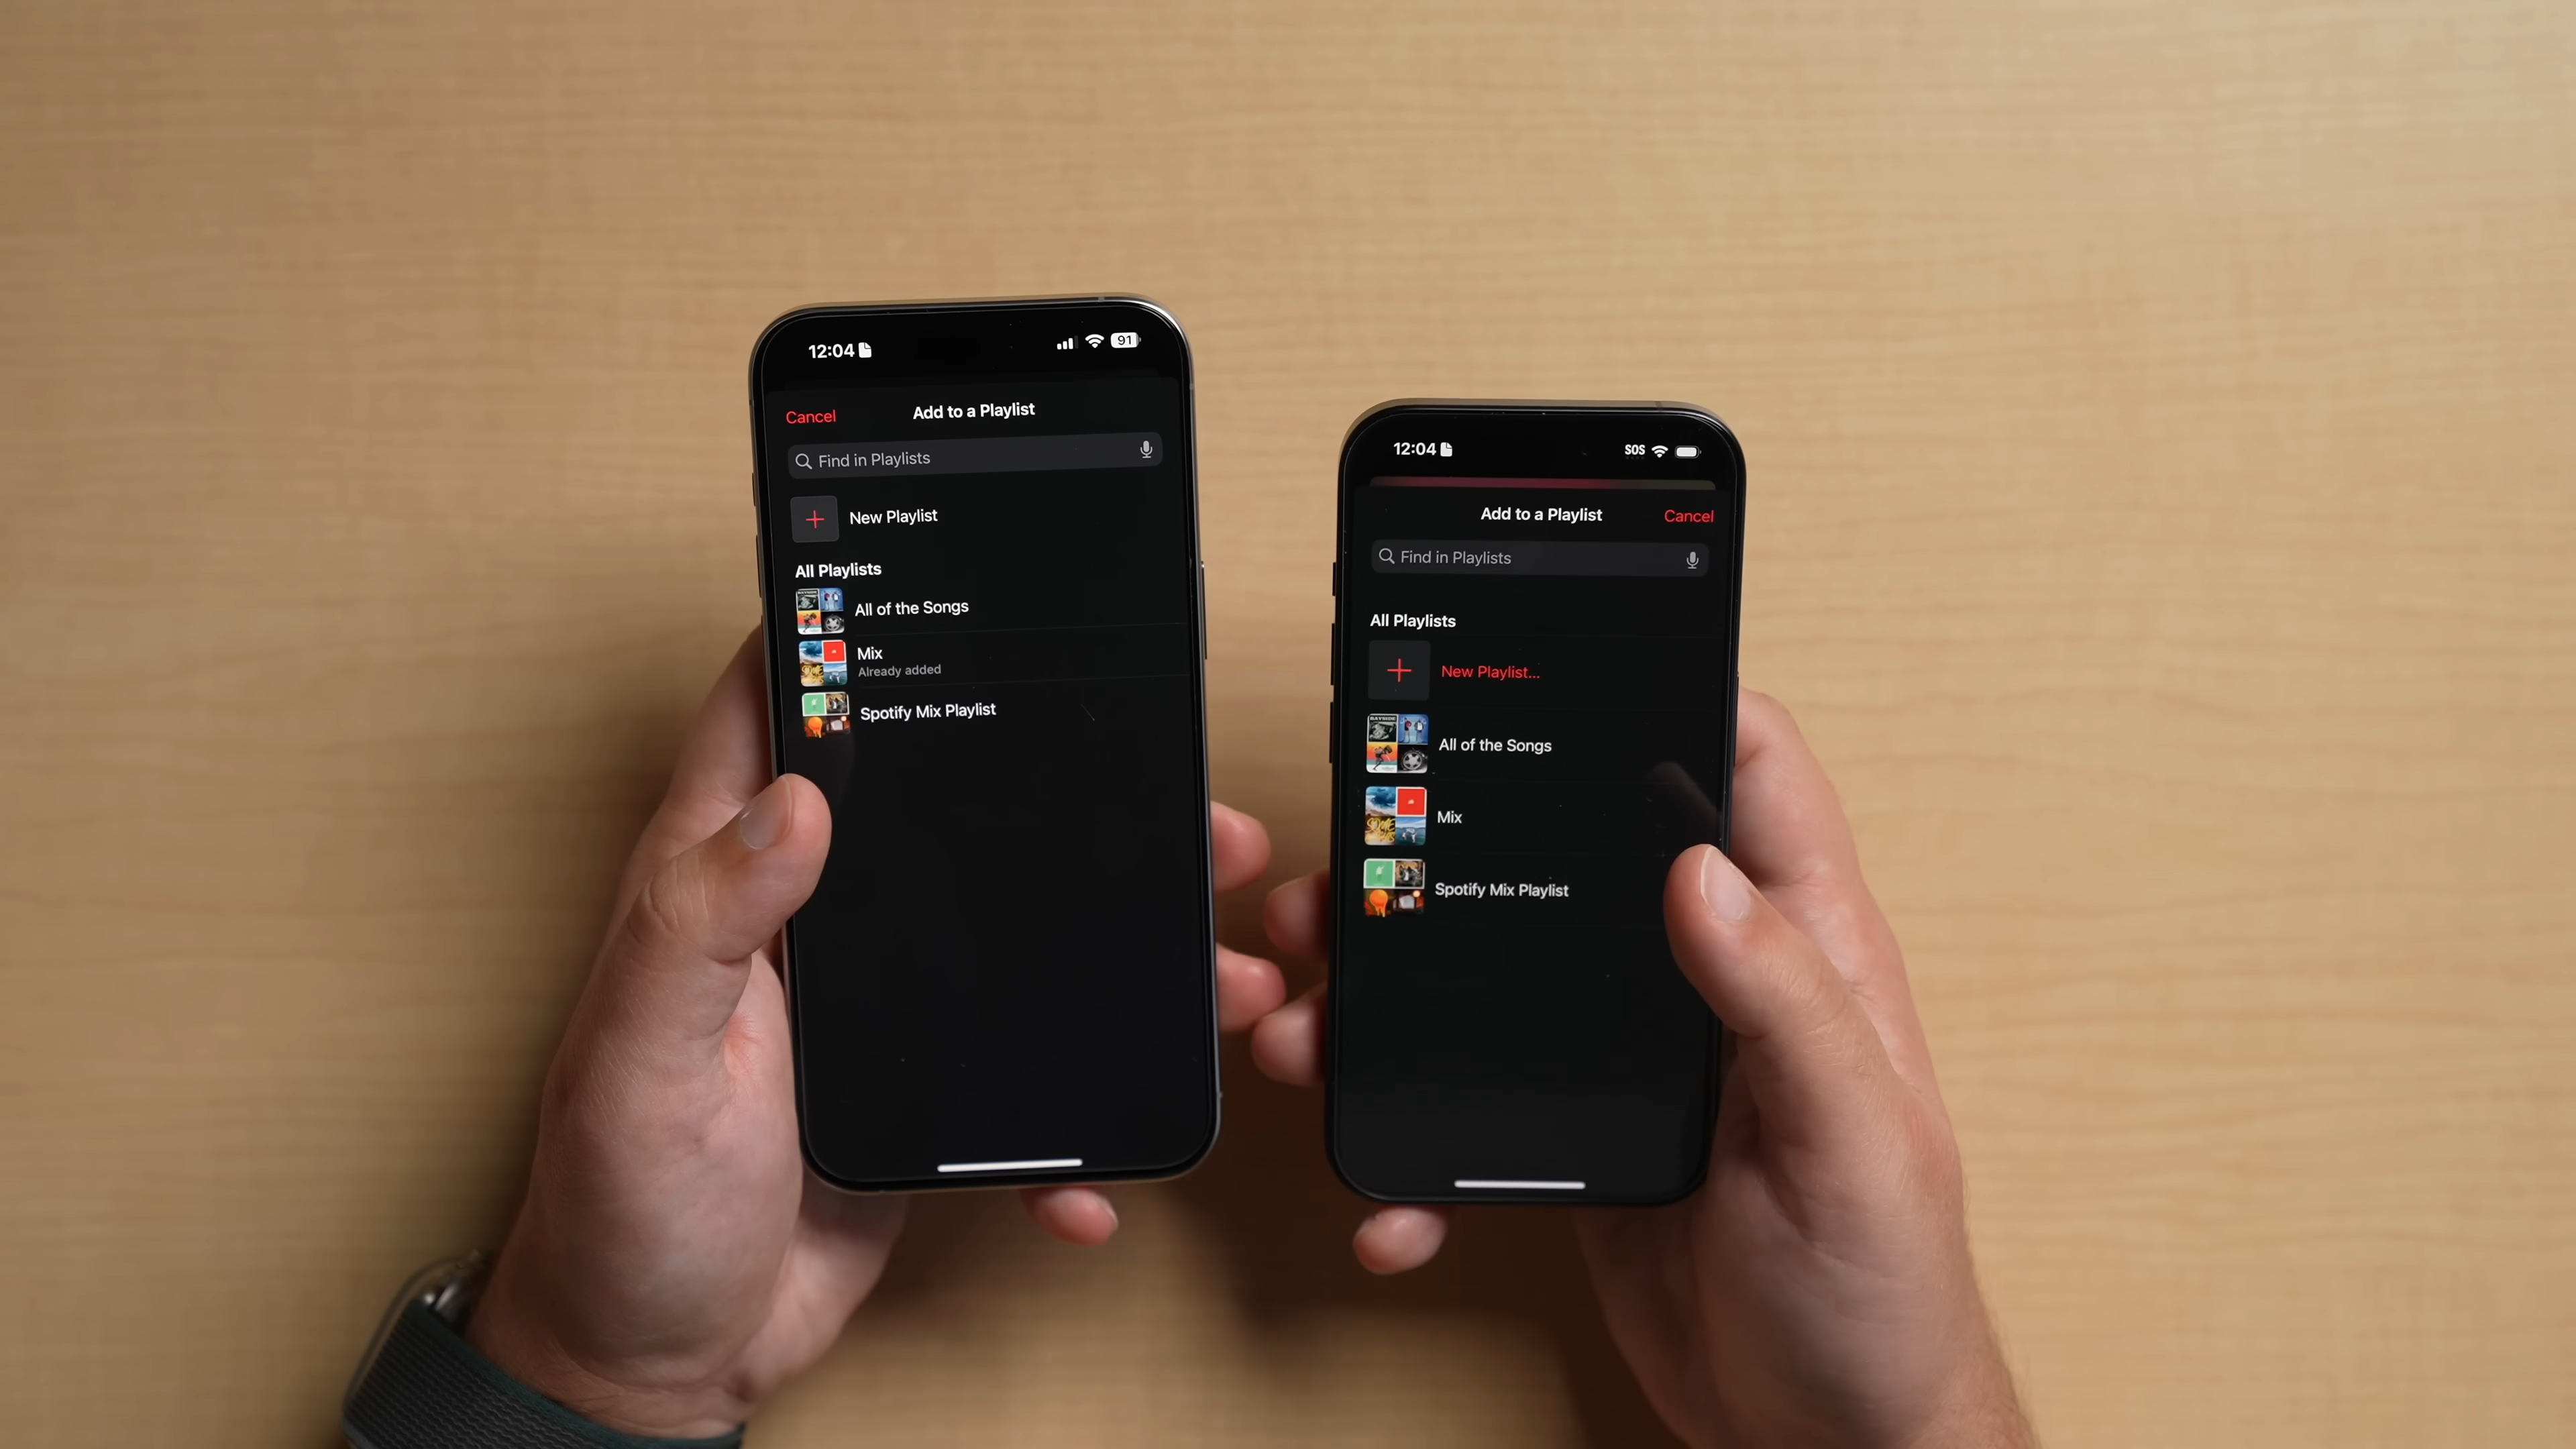 12:04
91
Cancel
Add to a Playlist
Find in Playlists
New Playlist
All Playlists
All of the Songs
Mix
Already added
Spotify Mix Playlist
12:04
SOS
Add to a Playlist
Cancel
Find in Playlists
All Playlists
New Playlist...
All of the Songs
Mix
Spotify Mix Playlist